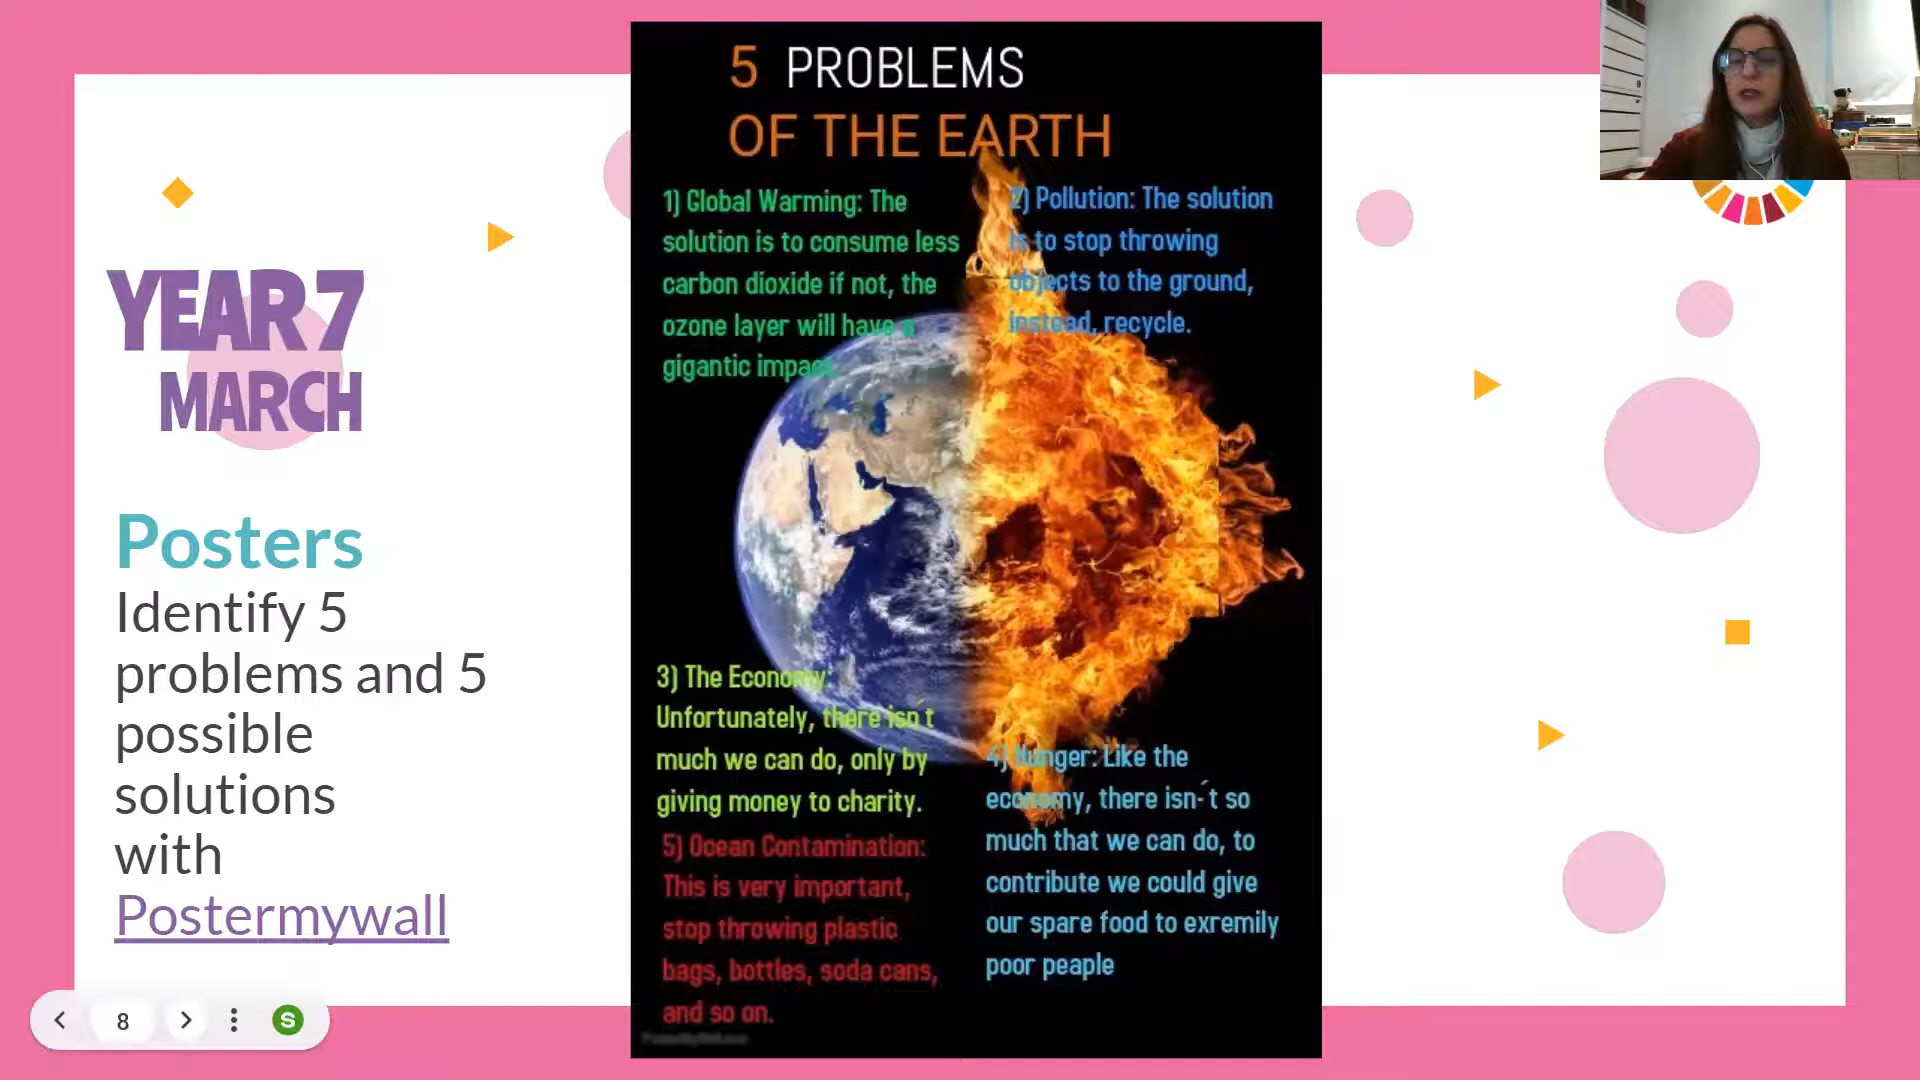 YEAR 7
MARCH
Posters
Identify 5
problems and 5
possible
solutions
with
Postermywall
8
S
5 PROBLEMS
OF THE EARTH
1) Global Warming: The
solution is to consume less
carbon dioxide if not, the
ozone layer will have a
gigantic impact.
2) Pollution: The solution
is to stop throwing
objects to the ground,
instead, recycle.
3) The Economy:
Unfortunately, there isn´t
much we can do, only by
giving money to charity.
4) Hunger: Like the
economy, there isn-´t so
much that we can do, to
contribute we could give
our spare food to exremily
poor peaple
5) Ocean Contamination:
This is very important,
stop throwing plastic
bags, bottles, soda cans,
and so on.